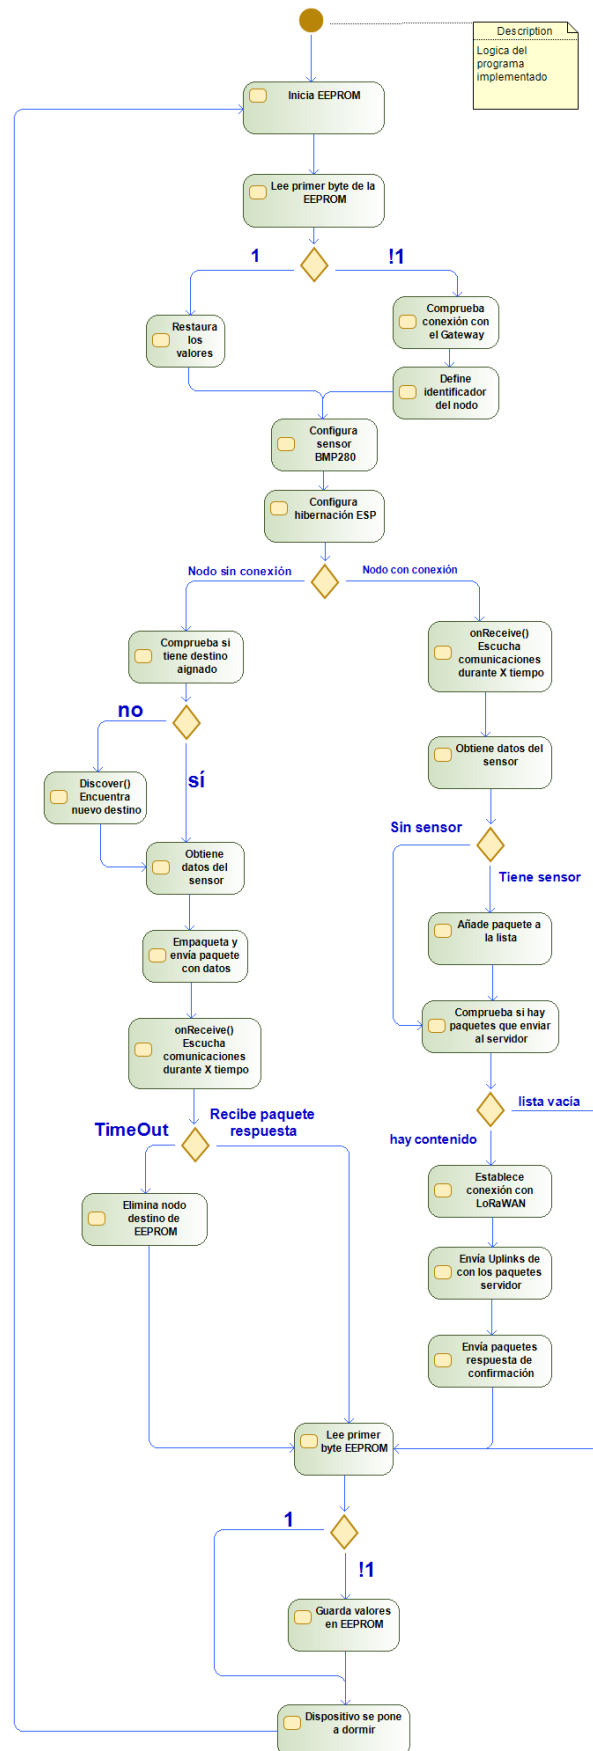 Description
Logica del
programa
implementado
Inicia EEPROM
Lee primer byte de la
EEPROM
1
!1
Restaura
los
valores
Comprueba
conexión con
el Gateway
Define
identificador
del nodo
Configura
sensor
BMP280
Configura
hibernación ESP
Nodo sin conexión
Nodo con conexión
Comprueba si
tiene destino
aignado
onReceive()
Escucha
comunicaciones
durante X tiempo
no
sí
Discover()
Encuentra
nuevo destino
Obtiene datos del
sensor
Sin sensor
Tiene sensor
Obtiene
datos del
sensor
Añade paquete a
la lista
Empaqueta y
envía paquete
con datos
Comprueba si hay
paquetes que enviar
al servidor
onReceive()
Escucha
comunicaciones
durante X tiempo
lista vacía
hay contenido
TimeOut
Recibe paquete
respuesta
Elimina nodo
destino de
EEPROM
Establece
conexión con
LoRaWAN
Envía Uplinks de
con los paquetes
servidor
Envía paquetes
respuesta de
confirmación
Lee primer
byte EEPROM
1
!1
Guarda valores
en EEPROM
Dispositivo se pone
a dormir